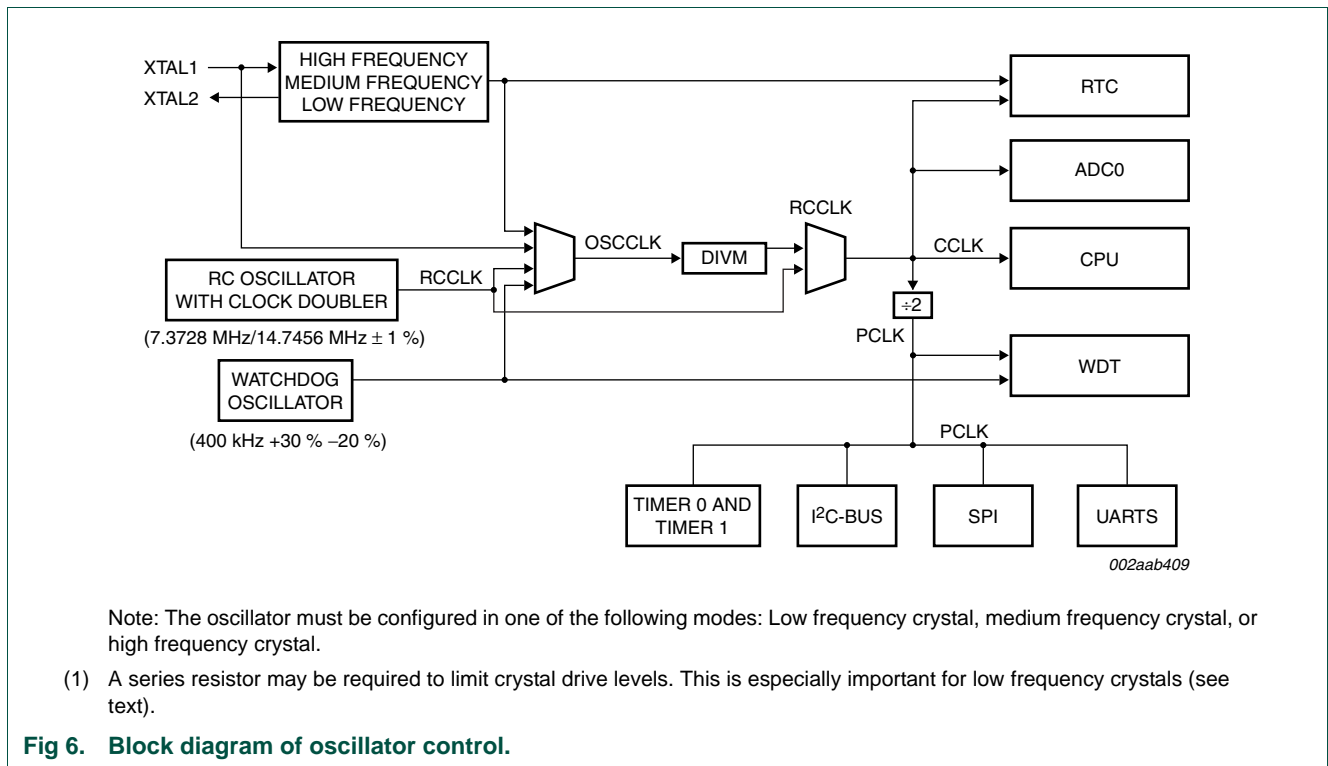 XTAL1
XTAL2
HIGH FREQUENCY
MEDIUM FREQUENCY
LOW FREQUENCY
RTC
ADC0
RCCLK
OSCCLK
DIVM
CCLK
CPU
RC OSCILLATOR
WITH CLOCK DOUBLER
RCCLK
(7.3728 MHz/14.7456 MHz ± 1 %)
÷2
PCLK
WDT
WATCHDOG
OSCILLATOR
(400 kHz +30 % −20 %)
PCLK
TIMER 0 AND
TIMER 1
I²C-BUS
SPI
UARTS
002aab409
Note: The oscillator must be configured in one of the following modes: Low frequency crystal, medium frequency crystal, or
high frequency crystal.
(1) A series resistor may be required to limit crystal drive levels. This is especially important for low frequency crystals (see
text).
Fig 6. Block diagram of oscillator control.